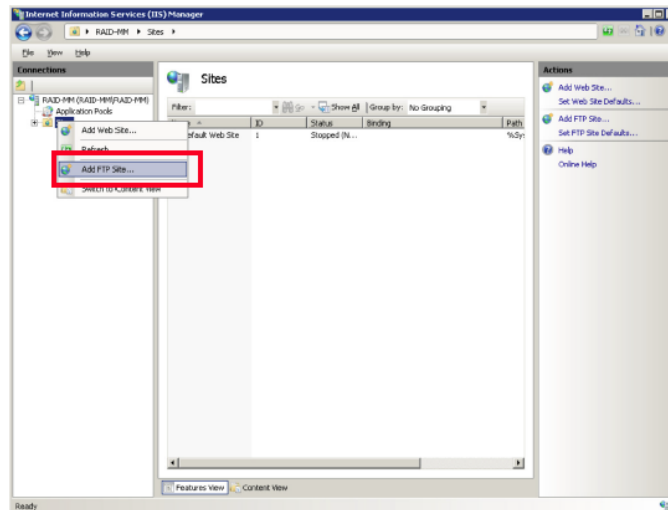 Internet Information Services (IIS) Manager
RAID-MM ▸ Sites ▸
File View Help
Connections
RAID-MM (RAID-MM\RAID-MM)
Application Pools
Add Web Site...
Refresh
Add FTP Site...
Switch to Content View
Sites
Filter: Go Show All Group by: No Grouping
ID Status Binding Path
Default Web Site 1 Stopped (N... %Sys
Features View Content View
Actions
Add Web Site...
Set Web Site Defaults...
Add FTP Site...
Set FTP Site Defaults...
Help
Online Help
Ready